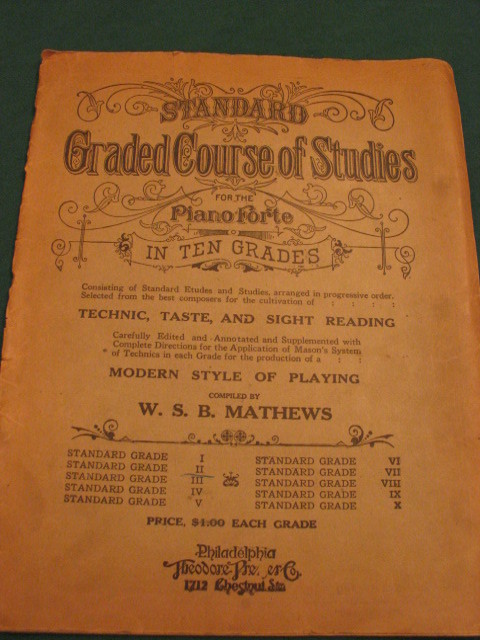 STANDARD
Graded Course of Studies
FOR THE
Piano-Forte
IN TEN GRADES
Consisting of Standard Etudes and Studies, arranged in progressive order.
Selected from the best composers for the cultivation of : : : :
TECHNIC, TASTE, AND SIGHT READING
Carefully Edited and Annotated and Supplemented with
Complete Directions for the Application of Mason's System
of Technics in each Grade for the production of a : :
MODERN STYLE OF PLAYING
COMPILED BY
W. S. B. MATHEWS
STANDARD GRADE I
STANDARD GRADE II
STANDARD GRADE III
STANDARD GRADE IV
STANDARD GRADE V
STANDARD GRADE VI
STANDARD GRADE VII
STANDARD GRADE VIII
STANDARD GRADE IX
STANDARD GRADE X
PRICE, $1.00 EACH GRADE
Philadelphia
Theodore Co.
1712 Chestnut